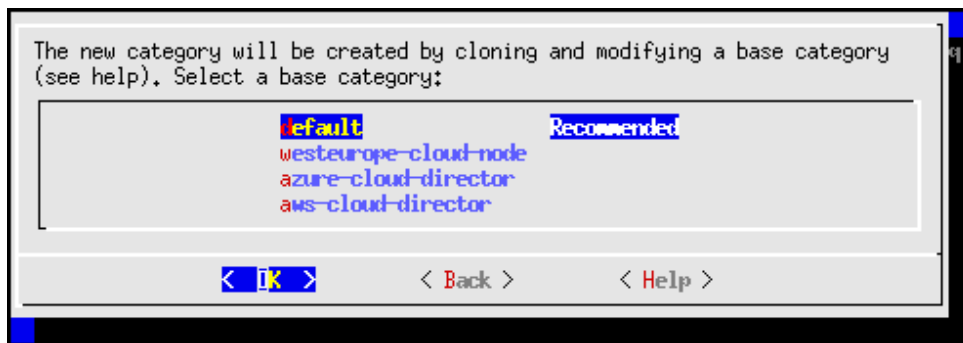 The new category will be created by cloning and modifying a base category
(see help). Select a base category:
default Recommended
westeurope-cloud-node
azure-cloud-director
aws-cloud-director
< OK > < Back > < Help >